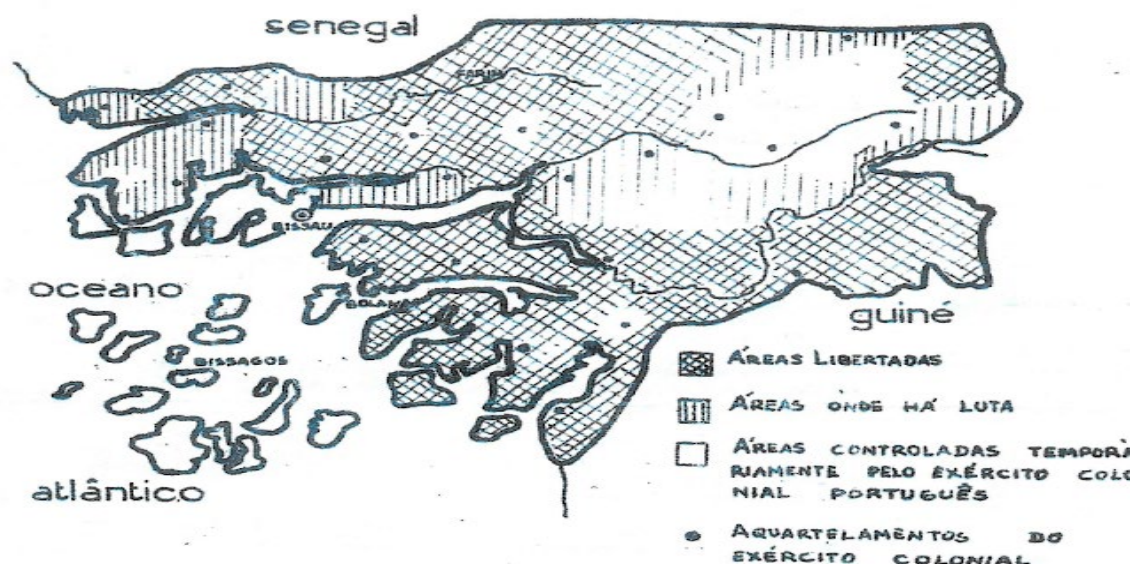 senegal
FARIM
BISSAU
oceano
BOLAMA
guiné
BISSAGOS
ÁREAS LIBERTADAS
ÁREAS ONDE HÁ LUTA
ÁREAS CONTROLADAS TEMPORÀ
RIAMENTE PELO EXÉRCITO COLO
NIAL PORTUGUÊS
atlântico
AQUARTELAMENTOS DO
EXÉRCITO COLONIAL